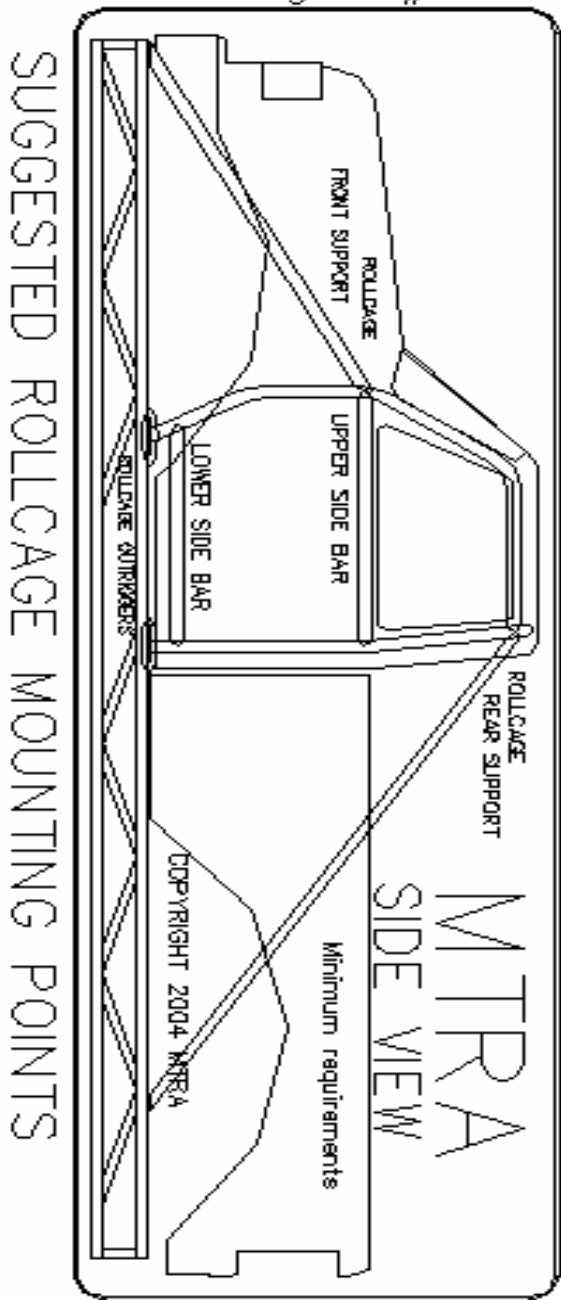 MTRA
SIDE VIEW
ROLLCAGE
REAR SUPPORT
ROLLCAGE
FRONT SUPPORT
UPPER SIDE BAR
Minimum requirements
LOWER SIDE BAR
COPYRIGHT 2004 MTRA
ROLLCAGE OUTRIGGERS
SUGGESTED ROLLCAGE MOUNTING POINTS